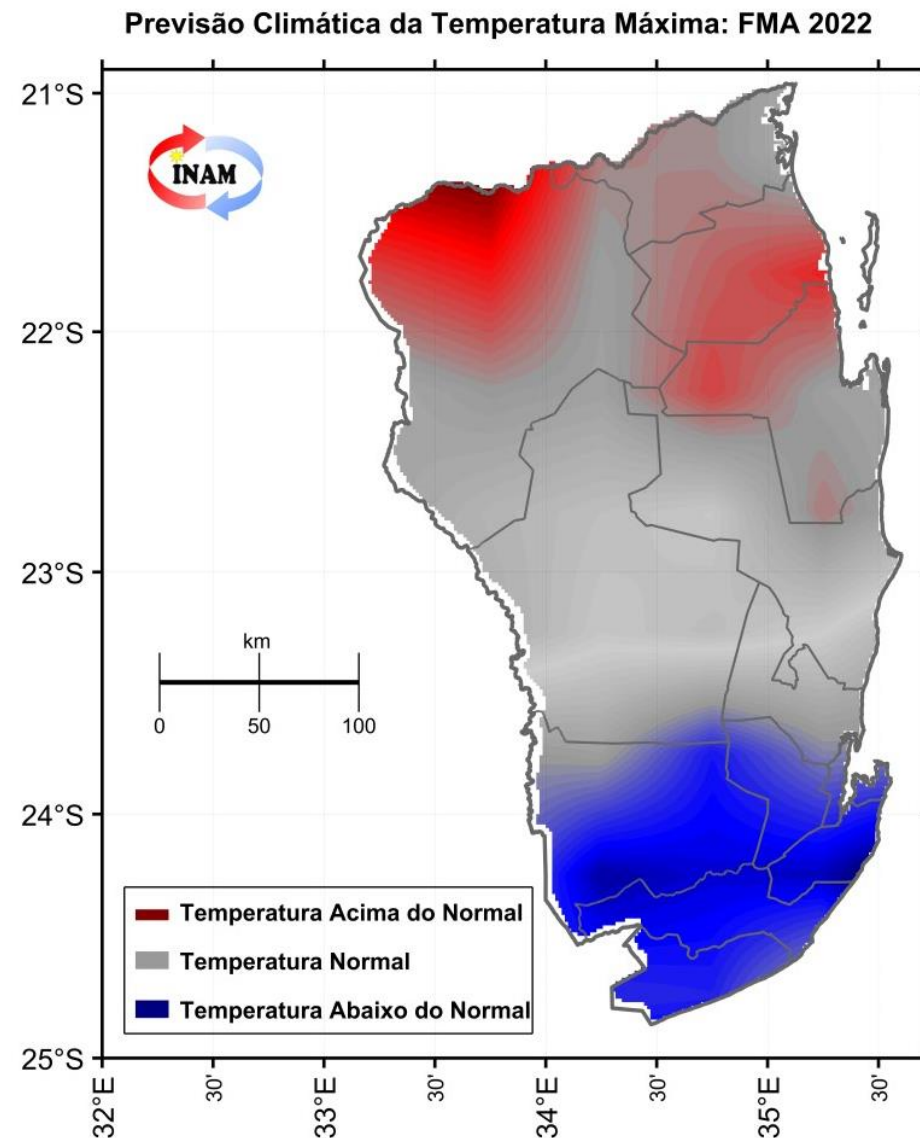 Previsão Climática da Temperatura Máxima: FMA 2022
21°S
INAM
22°S
23°S
km
0 50 100
24°S
Temperatura Acima do Normal
Temperatura Normal
Temperatura Abaixo do Normal
25°S
32°E 30' 33°E 30' 34°E 30' 35°E 30'